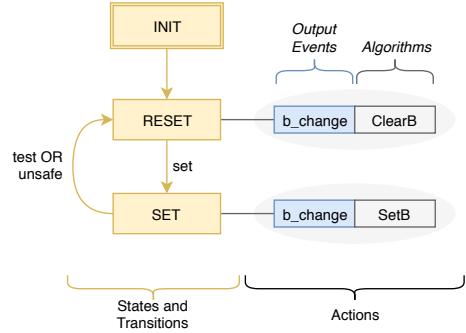 INIT
Output
Events
Algorithms
RESET
b_change
ClearB
test OR
unsafe
set
SET
b_change
SetB
States and
Transitions
Actions